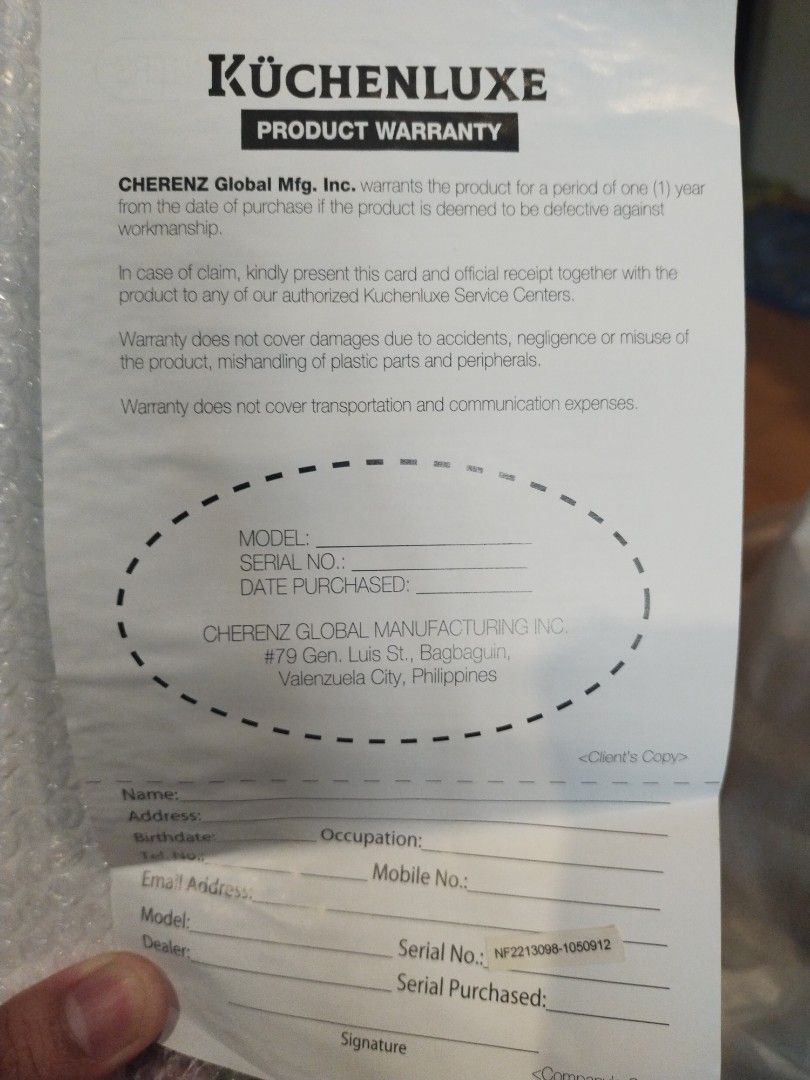 KÜCHENLUXE
PRODUCT WARRANTY
CHERENZ Global Mfg. Inc. warrants the product for a period of one (1) year
from the date of purchase if the product is deemed to be defective against
workmanship.
In case of claim, kindly present this card and official receipt together with the
product to any of our authorized Kuchenluxe Service Centers.
Warranty does not cover damages due to accidents, negligence or misuse of
the product, mishandling of plastic parts and peripherals.
Warranty does not cover transportation and communication expenses.
MODEL:
SERIAL NO.:
DATE PURCHASED:
CHERENZ GLOBAL MANUFACTURING INC.
#79 Gen. Luis St., Bagbaguin,
Valenzuela City, Philippines
<Client's Copy>
Name:
Address:
Birthdate: Occupation:
Tel. No.: Mobile No.:
Email Address:
Model:
Serial No.: NF2213098-1050912
Dealer:
Serial Purchased:
Signature